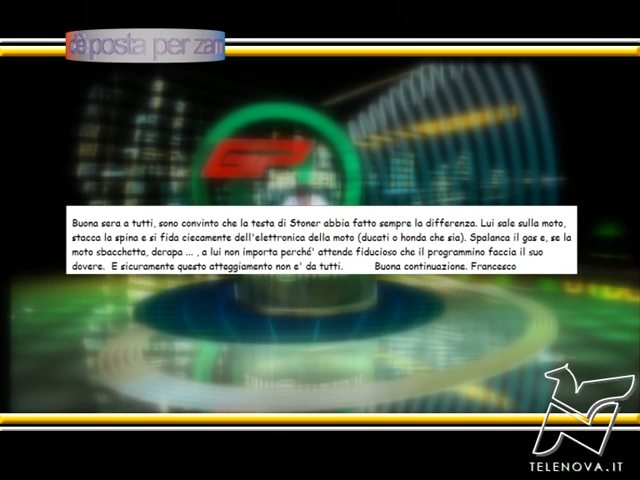 c'è posta per zam
GP
Buona sera a tutti, sono convinto che la testa di Stoner abbia fatto sempre la differenza. Lui sale sulla moto,
stacca la spina e si fida ciecamente dell'elettronica della moto (ducati o honda che sia). Spalanca il gas e, se la
moto sbacchetta, derapa ... , a lui non importa perché' attende fiducioso che il programmino faccia il suo
dovere. E sicuramente questo atteggiamento non e' da tutti. Buona continuazione. Francesco
TELENOVA.IT